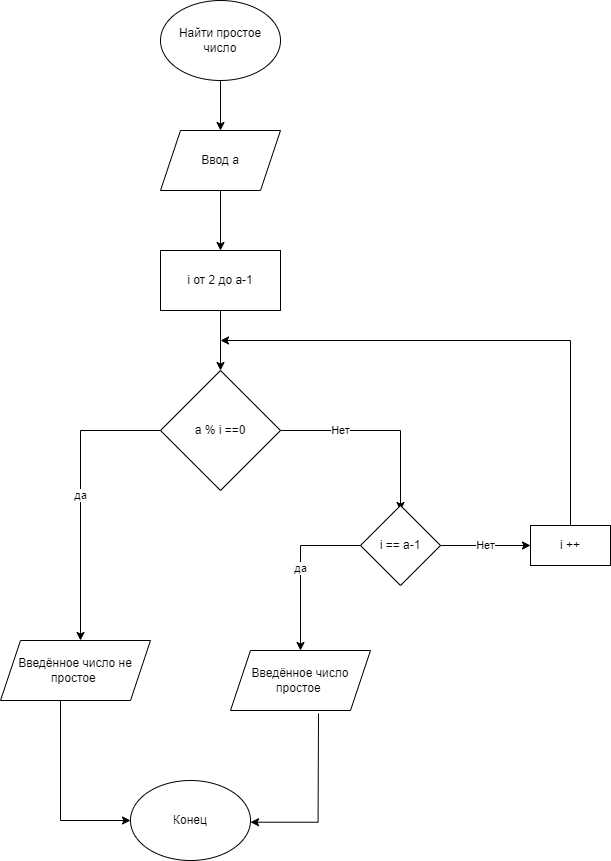 Найти простое
число
Ввод a
i от 2 до a-1
a % i ==0
Нет
да
i == a-1
Нет
i ++
да
Введённое число не
простое
Введённое число
простое
Конец